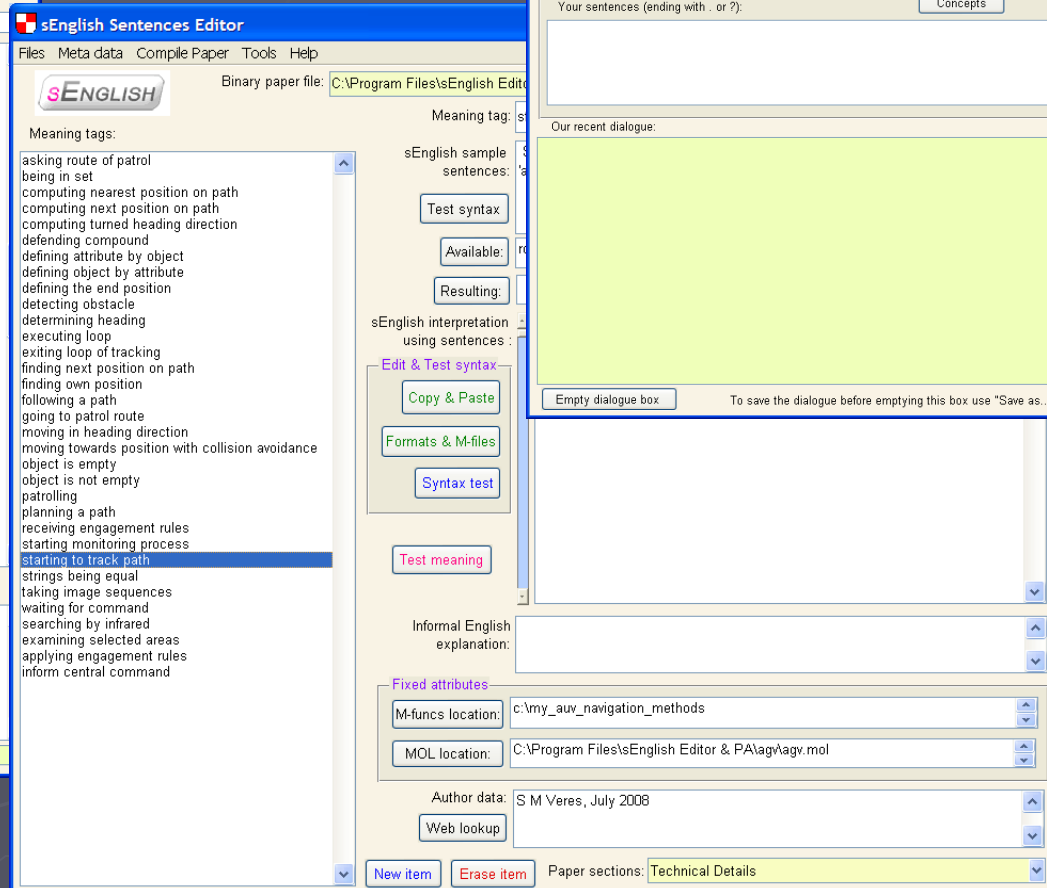 sEnglish Sentences Editor
Files Meta data Compile Paper Tools Help
sENGLISH
Binary paper file: C:\Program Files\sEnglish
Meaning tags:
asking route of patrol
being in set
computing nearest position on path
computing next position on path
computing turned heading direction
defending compound
defining attribute by object
defining object by attribute
defining the end position
detecting obstacle
determining heading
executing loop
exiting loop of tracking
finding next position on path
finding own position
following a path
going to patrol route
moving in heading direction
moving towards position with collision avoidance
object is empty
object is not empty
patrolling
planning a path
receiving engagement rules
starting monitoring process
starting to track path
strings being equal
taking image sequences
waiting for command
searching by infrared
examining selected areas
applying engagement rules
inform central command
Meaning tag:
sEnglish sample
sentences:
Test syntax
Available:
Resulting:
sEnglish interpretation
using sentences :
Edit & Test syntax
Copy & Paste
Formats & M-files
Syntax test
Test meaning
Informal English
explanation:
Fixed attributes
M-funcs location: c:\my_auv_navigation_methods
MOL location: C:\Program Files\sEnglish Editor & PA\agv\agv.mol
Author data: S M Veres, July 2008
Web lookup
New item Erase item Paper sections: Technical Details
Your sentences (ending with . or ?): Concepts
Our recent dialogue:
Empty dialogue box To save the dialogue before emptying this box use "Save as..